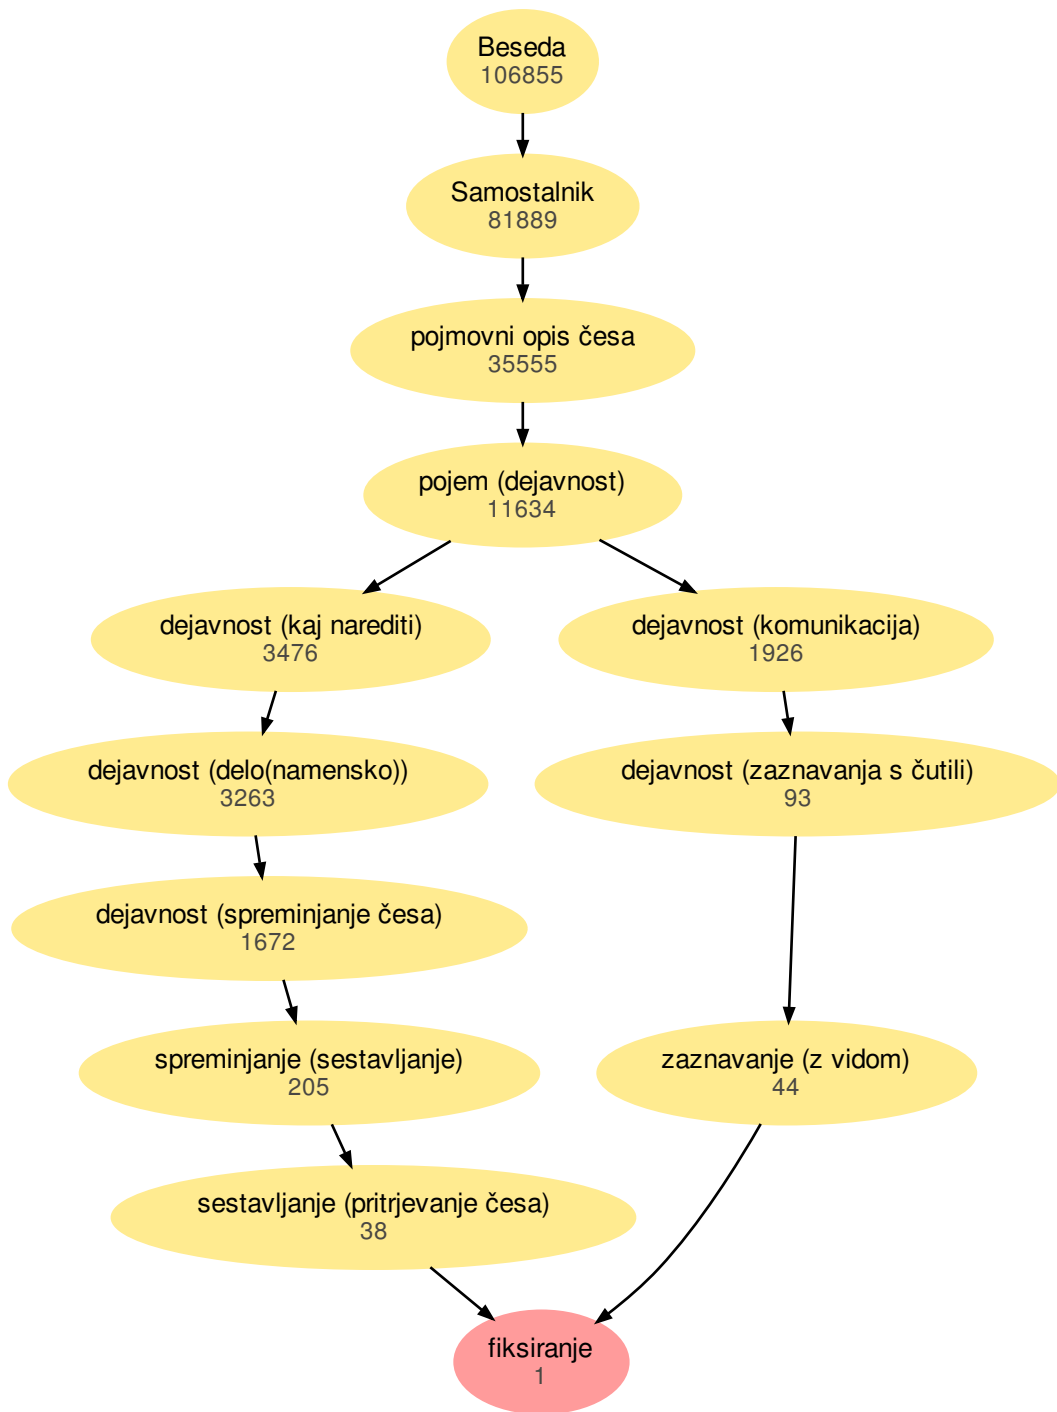 Beseda
106855
Samostalnik
81889
pojmovni opis česa
35555
pojem (dejavnost)
11634
dejavnost (kaj narediti)
3476
dejavnost (komunikacija)
1926
dejavnost (delo(namensko))
3263
dejavnost (zaznavanja s čutili)
93
dejavnost (spreminjanje česa)
1672
spreminjanje (sestavljanje)
205
zaznavanje (z vidom)
44
sestavljanje (pritrjevanje česa)
38
fiksiranje
1